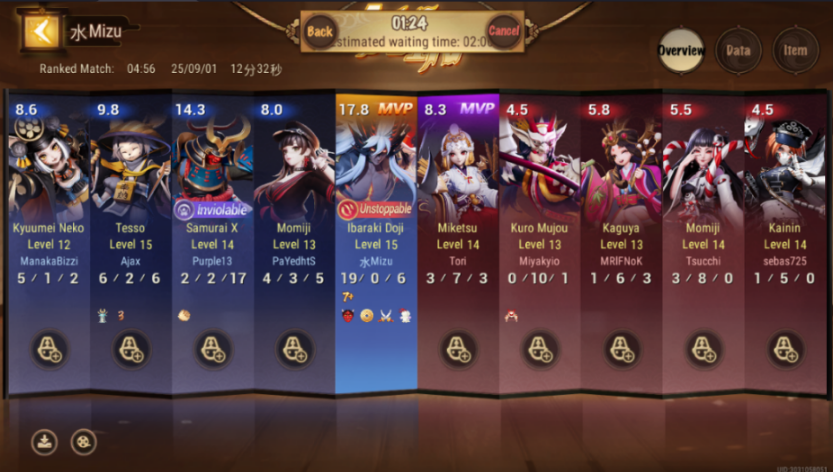 水Mizu
Back
01:24
Cancel
Estimated waiting time: 02:0
Overview
Data
Item
Ranked Match: 04:56 25/09/01 12分32秒
8.6
9.8
14.3
8.0
17.8 MVP
8.3 MVP
4.5
5.8
5.5
4.5
Inviolable
Unstoppable
Kyuumei Neko
Level 12
ManakaBizzi
5 / 1 / 2
Tesso
Level 15
Ajax
6 / 2 / 6
Samurai X
Level 14
Purple13
2 / 2 / 17
Momiji
Level 13
PaYedhtS
4 / 3 / 5
Ibaraki Doji
Level 15
水Mizu
19/ 0 / 6
7+
Miketsu
Level 14
Tori
3 / 7 / 3
Kuro Mujou
Level 13
Miyakyio
0 /10/ 1
Kaguya
Level 13
MRlFNoK
1 / 6 / 3
Momiji
Level 14
Tsucchi
3 / 8 / 0
Kainin
Level 14
sebas725
1 / 5 / 0